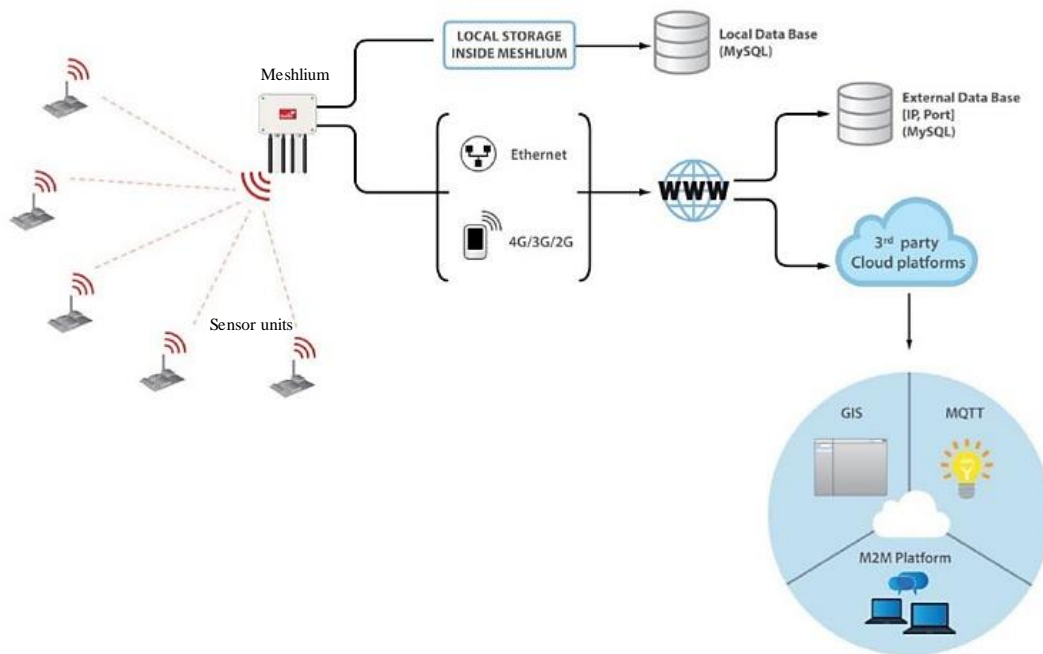 LOCAL STORAGE
INSIDE MESHLIUM
Local Data Base
(MySQL)
Meshlium
External Data Base
[IP, Port]
(MySQL)
Ethernet
WWW
4G/3G/2G
3rd party
Cloud platforms
Sensor units
GIS
MQTT
M2M Platform